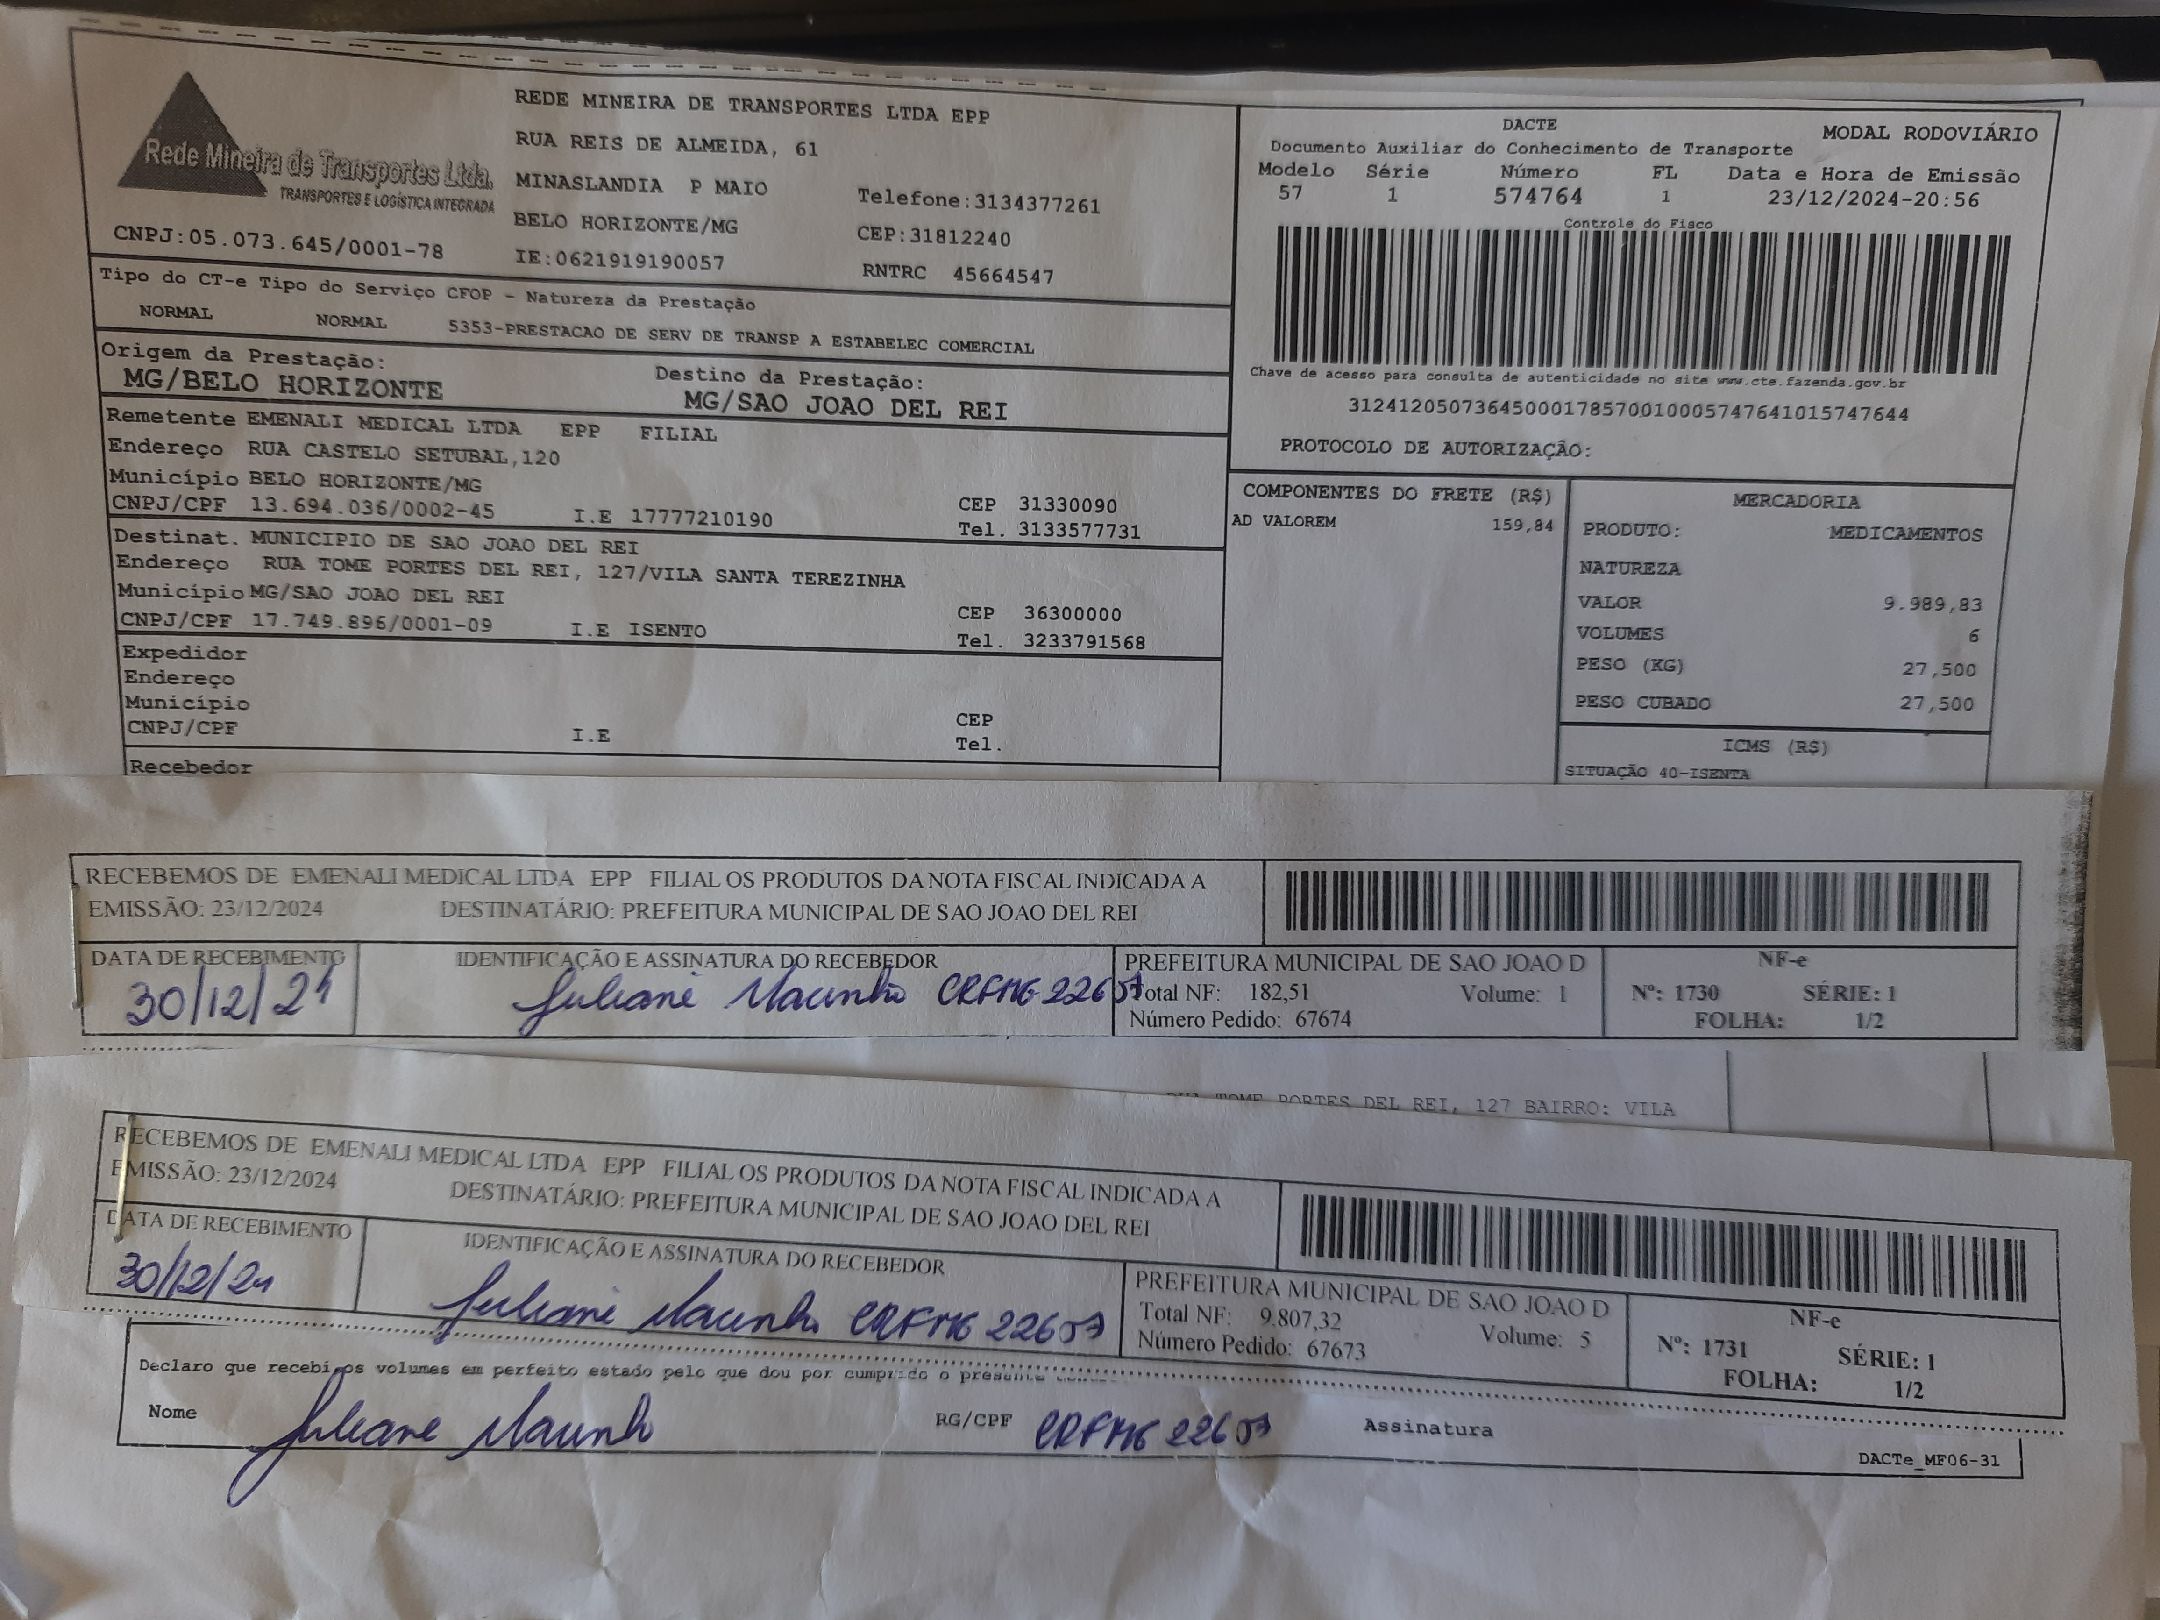 Rede Mineira de Transportes Ltda.
TRANSPORTES E LOGÍSTICA INTEGRADA
CNPJ:05.073.645/0001-78
REDE MINEIRA DE TRANSPORTES LTDA EPP
RUA REIS DE ALMEIDA, 61
MINASLANDIA P MAIO Telefone:3134377261
BELO HORIZONTE/MG CEP:31812240
IE:0621919190057 RNTRC 45664547
DACTE MODAL RODOVIÁRIO
Documento Auxiliar do Conhecimento de Transporte
Modelo Série Número FL Data e Hora de Emissão
57 1 574764 1 23/12/2024-20:56
Controle do Fisco
Chave de acesso para consulta de autenticidade no site www.cte.fazenda.gov.br
31241205073645000178570010005747641015747644
PROTOCOLO DE AUTORIZAÇÃO:
Tipo do CT-e Tipo do Serviço CFOP - Natureza da Prestação
NORMAL NORMAL 5353-PRESTACAO DE SERV DE TRANSP A ESTABELEC COMERCIAL
Origem da Prestação: Destino da Prestação:
MG/BELO HORIZONTE MG/SAO JOAO DEL REI
Remetente EMENALI MEDICAL LTDA EPP FILIAL
Endereço RUA CASTELO SETUBAL,120
Município BELO HORIZONTE/MG CEP 31330090
CNPJ/CPF 13.694.036/0002-45 I.E 17777210190 Tel. 3133577731
Destinat. MUNICIPIO DE SAO JOAO DEL REI
Endereço RUA TOME PORTES DEL REI, 127/VILA SANTA TEREZINHA
Município MG/SAO JOAO DEL REI CEP 36300000
CNPJ/CPF 17.749.896/0001-09 I.E ISENTO Tel. 3233791568
Expedidor
Endereço
Município CEP
CNPJ/CPF I.E Tel.
Recebedor
COMPONENTES DO FRETE (R$)
AD VALOREM 159,84
MERCADORIA
PRODUTO: MEDICAMENTOS
NATUREZA
VALOR 9.989,83
VOLUMES 6
PESO (KG) 27,500
PESO CUBADO 27,500
ICMS (R$)
SITUAÇÃO 40-ISENTA
RECEBEMOS DE EMENALI MEDICAL LTDA EPP FILIAL OS PRODUTOS DA NOTA FISCAL INDICADA A
EMISSÃO: 23/12/2024 DESTINATÁRIO: PREFEITURA MUNICIPAL DE SAO JOAO DEL REI
DATA DE RECEBIMENTO IDENTIFICAÇÃO E ASSINATURA DO RECEBEDOR PREFEITURA MUNICIPAL DE SAO JOAO D NF-e
30/12/24 Juliane Marinho CRFMG 22607 Total NF: 182,51 Volume: 1 Nº: 1730 SÉRIE: 1
Número Pedido: 67674 FOLHA: 1/2
TOME PORTES DEL REI, 127 BAIRRO: VILA
RECEBEMOS DE EMENALI MEDICAL LTDA EPP FILIAL OS PRODUTOS DA NOTA FISCAL INDICADA A
EMISSÃO: 23/12/2024 DESTINATÁRIO: PREFEITURA MUNICIPAL DE SAO JOAO DEL REI
DATA DE RECEBIMENTO IDENTIFICAÇÃO E ASSINATURA DO RECEBEDOR PREFEITURA MUNICIPAL DE SAO JOAO D NF-e
30/12/24 Juliane Marinho CRFMG 22607 Total NF: 9.807,32 Volume: 5 Nº: 1731 SÉRIE: 1
Número Pedido: 67673 FOLHA: 1/2
Declaro que recebi os volumes em perfeito estado pelo que dou por cumprido o presente
Nome Juliane Marinho RG/CPF CRFMG 22607 Assinatura
DACTe_MF06-31